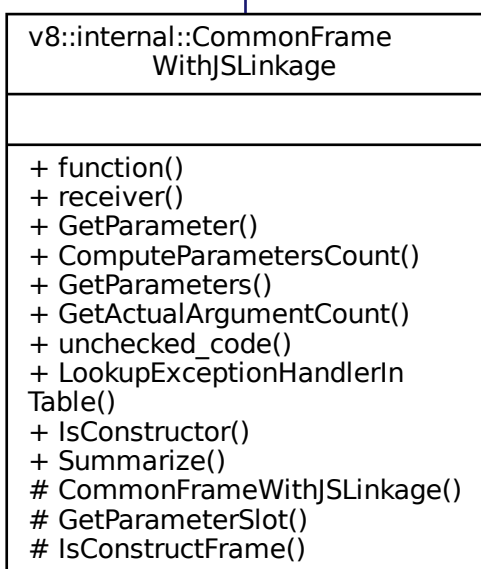 v8::internal::CommonFrame
WithJSLinkage
+ function()
+ receiver()
+ GetParameter()
+ ComputeParametersCount()
+ GetParameters()
+ GetActualArgumentCount()
+ unchecked_code()
+ LookupExceptionHandlerIn
Table()
+ IsConstructor()
+ Summarize()
# CommonFrameWithJSLinkage()
# GetParameterSlot()
# IsConstructFrame()